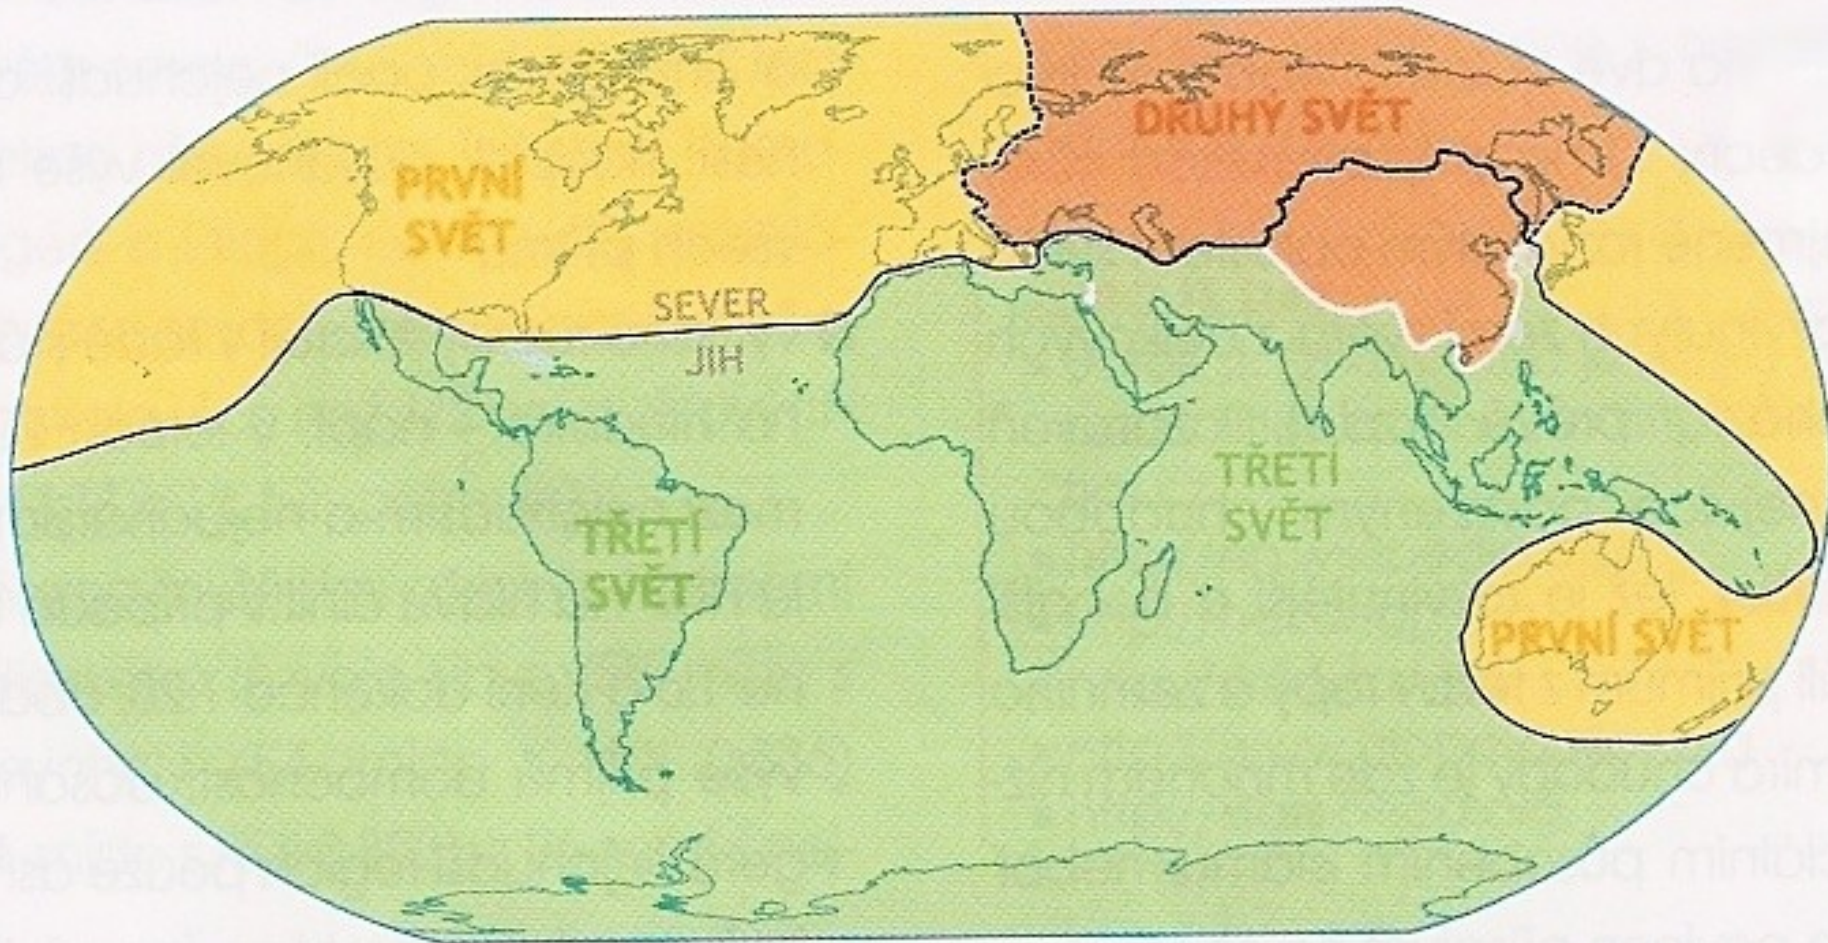 DRUHÝ SVĚT
PRVNÍ
SVĚT
SEVER
JIH
TŘETÍ
SVĚT
TŘETÍ
SVĚT
PRVNÍ SVĚT